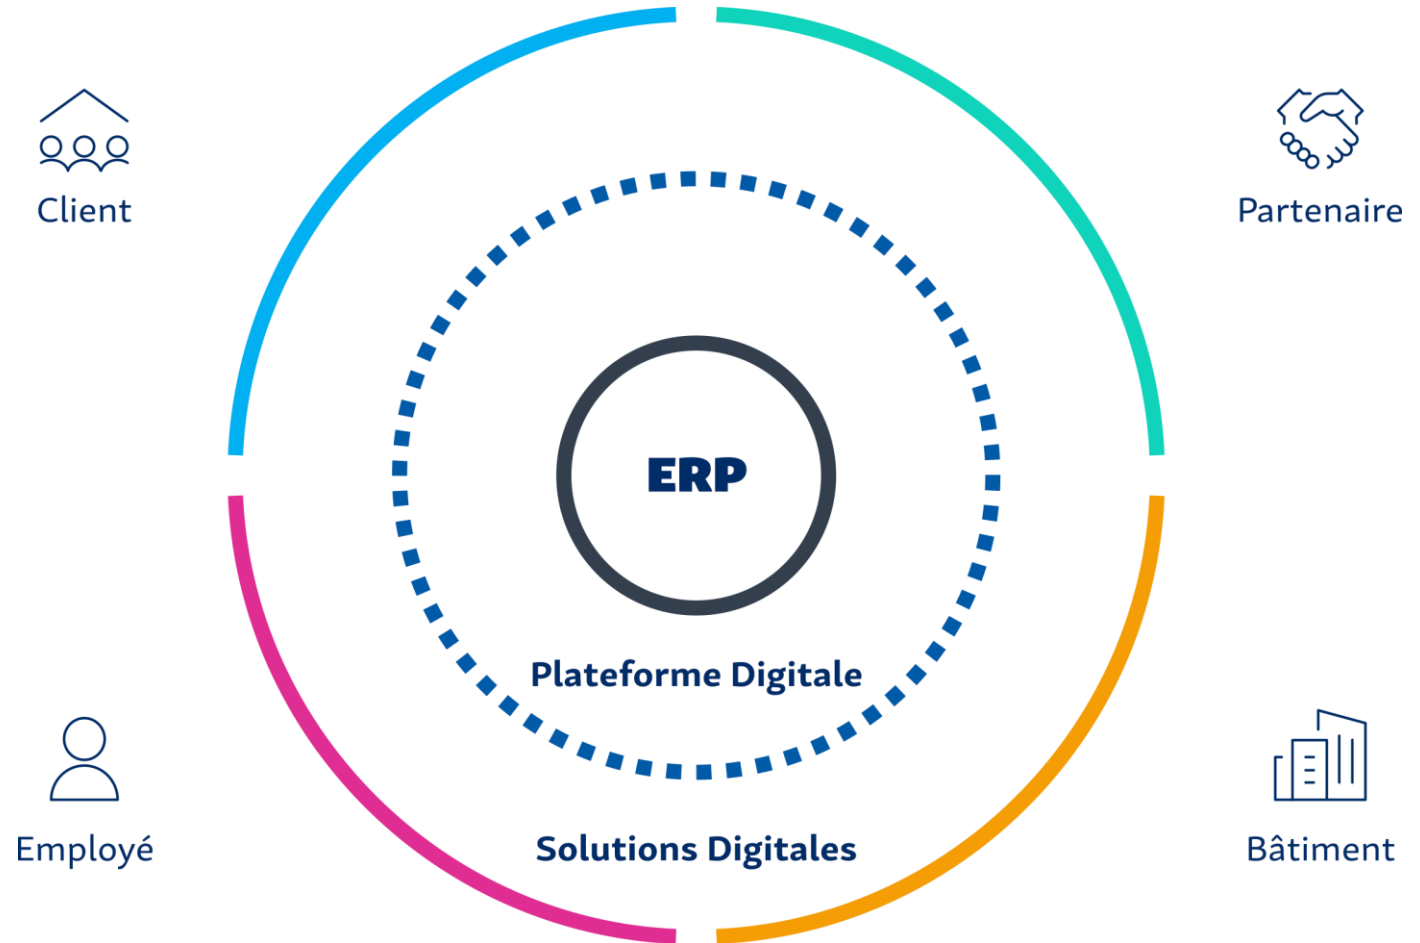 Client
Partenaire
ERP
Plateforme Digitale
Solutions Digitales
Employé
Bâtiment